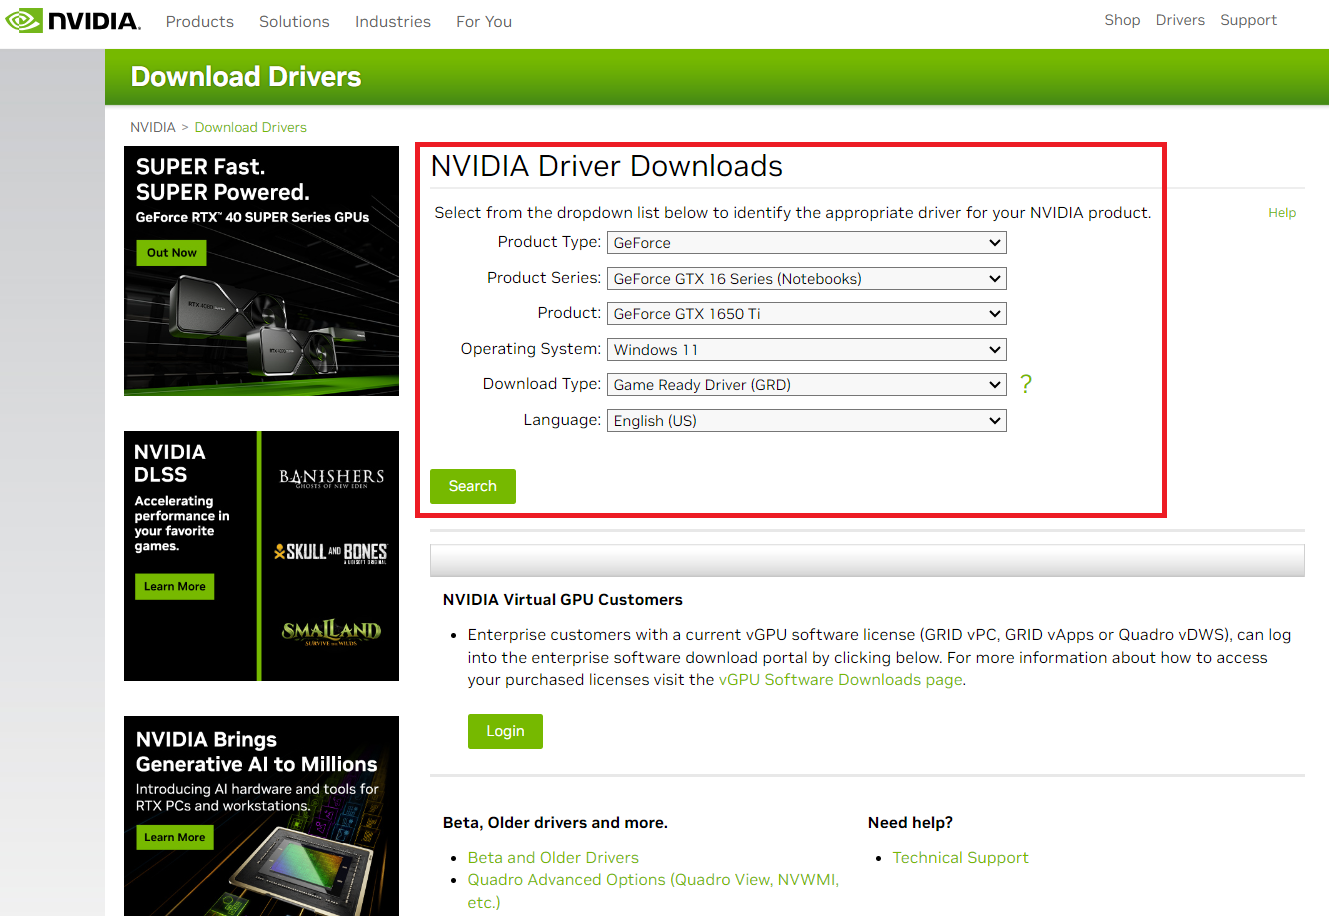 NVIDIA.
Products Solutions Industries For You
Shop Drivers Support
Download Drivers
NVIDIA > Download Drivers
SUPER Fast.
SUPER Powered.
GeForce RTX™ 40 SUPER Series GPUs
Out Now
NVIDIA
DLSS
Accelerating
performance in
your favorite
games.
Learn More
BANISHERS
GHOSTS OF NEW EDEN
SKULL AND BONES
A UBISOFT ORIGINAL
SMALLAND
SURVIVE THE WILDS
NVIDIA Brings
Generative AI to Millions
Introducing AI hardware and tools for
RTX PCs and workstations.
Learn More
NVIDIA Driver Downloads
Select from the dropdown list below to identify the appropriate driver for your NVIDIA product.
Help
Product Type: GeForce
Product Series: GeForce GTX 16 Series (Notebooks)
Product: GeForce GTX 1650 Ti
Operating System: Windows 11
Download Type: Game Ready Driver (GRD) ?
Language: English (US)
Search
NVIDIA Virtual GPU Customers
• Enterprise customers with a current vGPU software license (GRID vPC, GRID vApps or Quadro vDWS), can log
into the enterprise software download portal by clicking below. For more information about how to access
your purchased licenses visit the vGPU Software Downloads page.
Login
Beta, Older drivers and more.
• Beta and Older Drivers
• Quadro Advanced Options (Quadro View, NVWMI,
etc.)
Need help?
• Technical Support